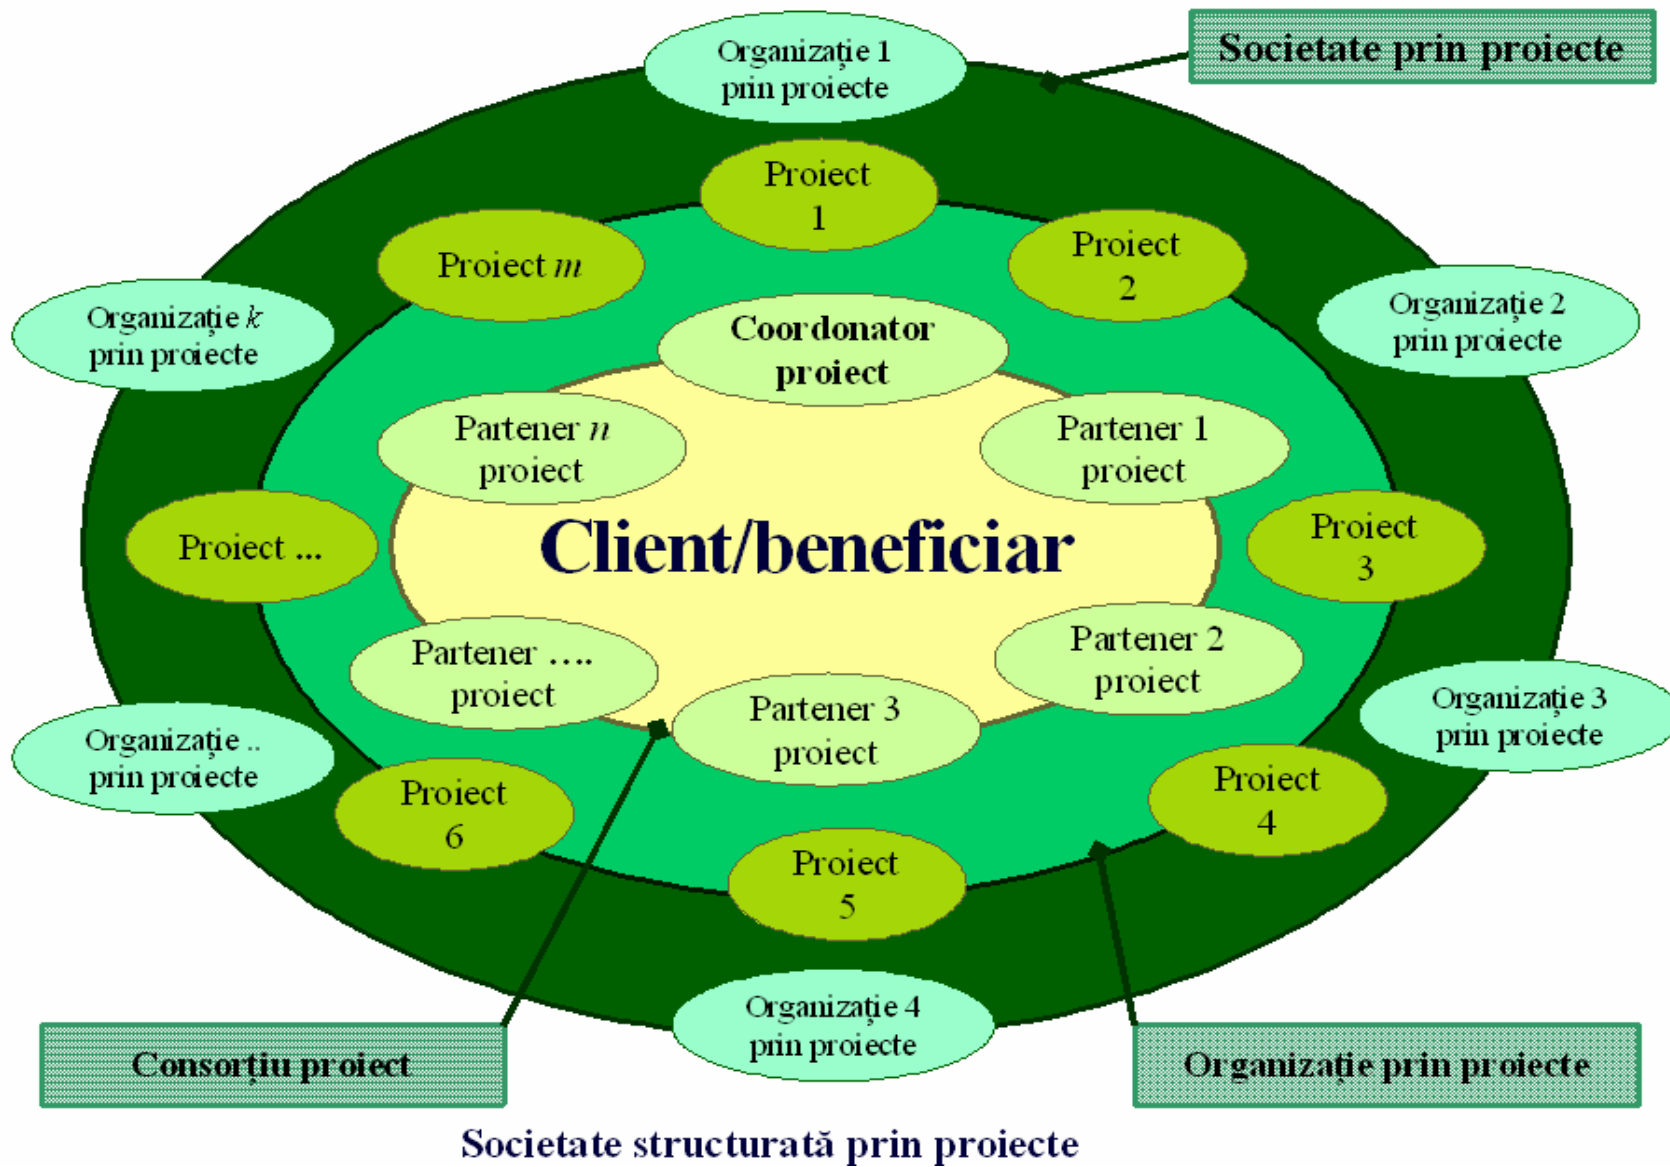 Organizație 1
prin proiecte
Societate prin proiecte
Proiect
1
Proiect m
Proiect
2
Organizație k
prin proiecte
Organizație 2
prin proiecte
Coordonator
proiect
Partener n
proiect
Partener 1
proiect
Proiect ...
Client/beneficiar
Proiect
3
Partener ....
proiect
Partener 2
proiect
Partener 3
proiect
Organizație ..
prin proiecte
Organizație 3
prin proiecte
Proiect
6
Proiect
4
Proiect
5
Organizație 4
prin proiecte
Consorțiu proiect
Organizație prin proiecte
Societate structurată prin proiecte